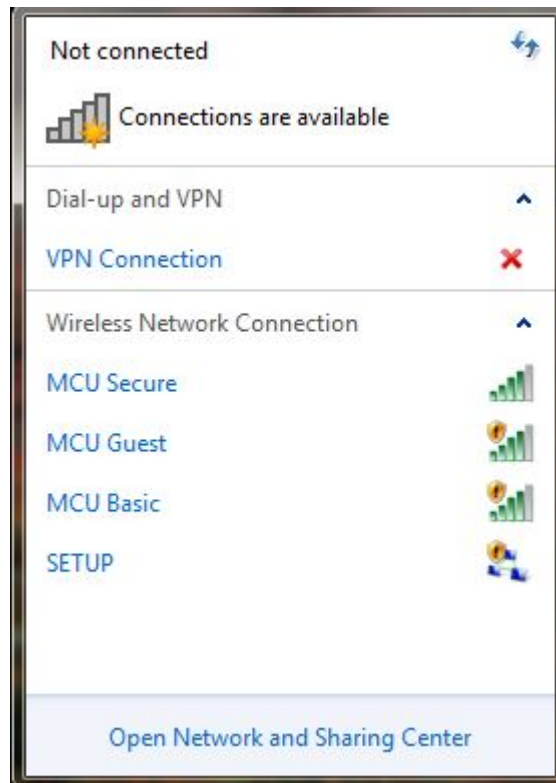 Not connected
Connections are available
Dial-up and VPN
VPN Connection
Wireless Network Connection
MCU Secure
MCU Guest
MCU Basic
SETUP
Open Network and Sharing Center